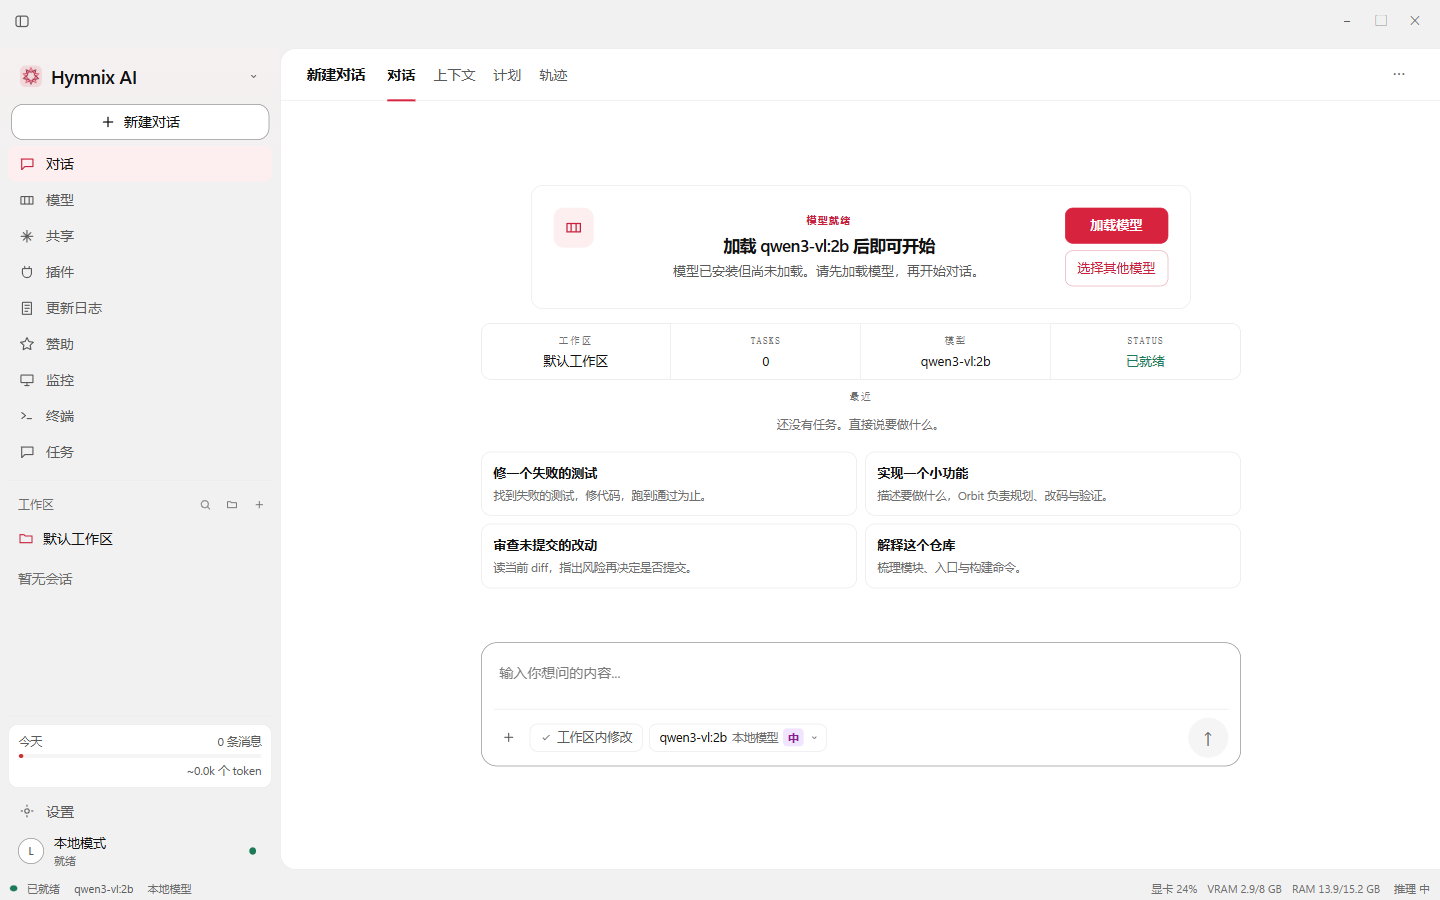 Hymnix AI
新建对话
对话
模型
共享
插件
更新日志
赞助
监控
终端
任务
工作区
默认工作区
暂无会话
今天 0 条消息
~0.0k 个 token
设置
L
本地模式
就绪
新建对话 对话 上下文 计划 轨迹
模型就绪
加载 qwen3-vl:2b 后即可开始
模型已安装但尚未加载。请先加载模型，再开始对话。
加载模型
选择其他模型
工作区
默认工作区
TASKS
0
模型
qwen3-vl:2b
STATUS
已就绪
最近
还没有任务。直接说要做什么。
修一个失败的测试
找到失败的测试，修代码，跑到通过为止。
实现一个小功能
描述要做什么，Orbit 负责规划、改码与验证。
审查未提交的改动
读当前 diff，指出风险再决定是否提交。
解释这个仓库
梳理模块、入口与构建命令。
输入你想问的内容...
工作区内修改
qwen3-vl:2b 本地模型 中
已就绪 qwen3-vl:2b 本地模型
显卡 24% VRAM 2.9/8 GB RAM 13.9/15.2 GB 推理 中